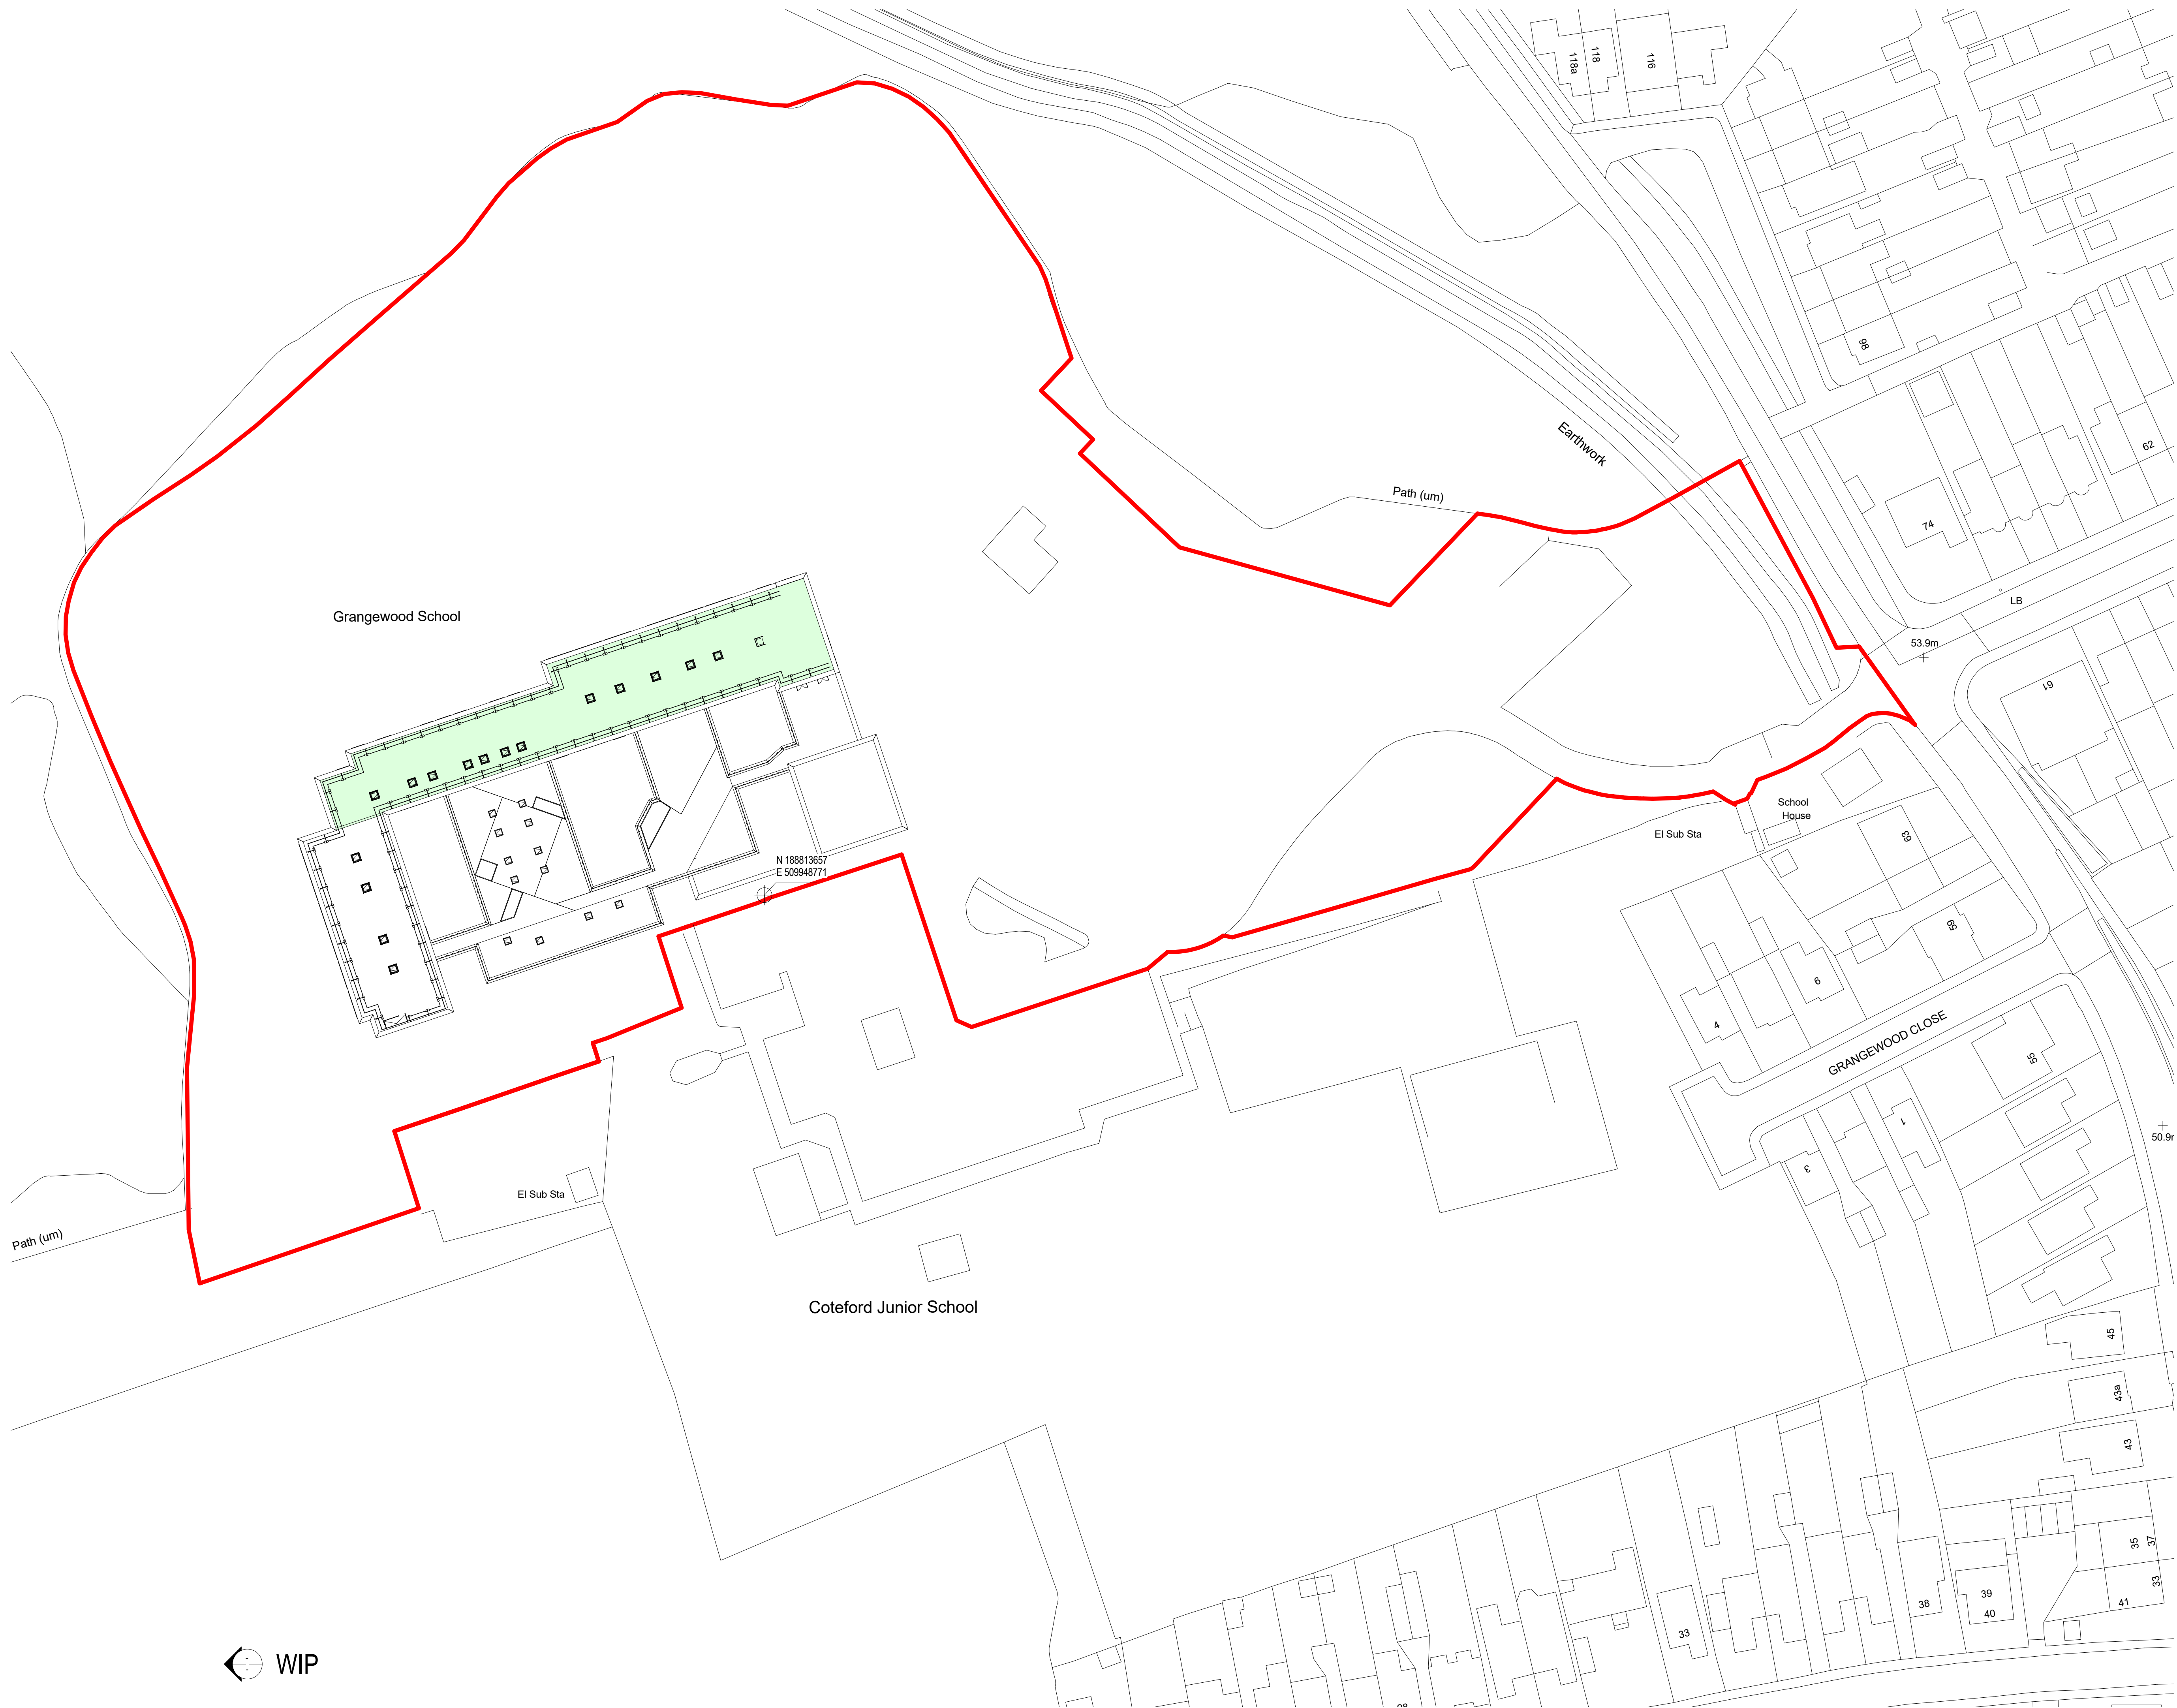 118a
118
116
98
62
Earthwork
Path (um)
74
Grangewood School
LB
53.9m
61
School
House
El Sub Sta
63
N 188813657
E 509948771
59
6
4
GRANGEWOOD CLOSE
55
1
3
El Sub Sta
Path (um)
Coteford Junior School
45
43a
43
35
37
33
39
40
41
38
33
WIP